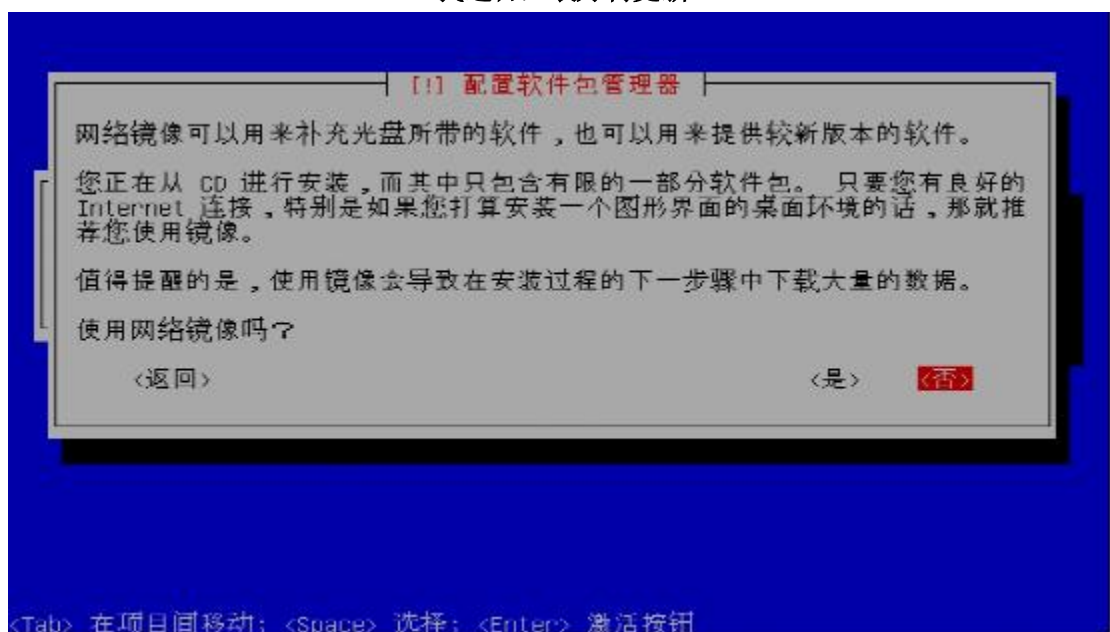 [!] 配置软件包管理器
网络镜像可以用来补充光盘所带的软件，也可以用来提供较新版本的软件。
您正在从 CD 进行安装，而其中只包含有限的一部分软件包。 只要您有良好的
Internet 连接，特别是如果您打算安装一个图形界面的桌面环境的话，那就推
荐您使用镜像。
值得提醒的是，使用镜像会导致在安装过程的下一步骤中下载大量的数据。
使用网络镜像吗？
<返回> <是> <否>
<Tab> 在项目间移动; <Space> 选择; <Enter> 激活按钮